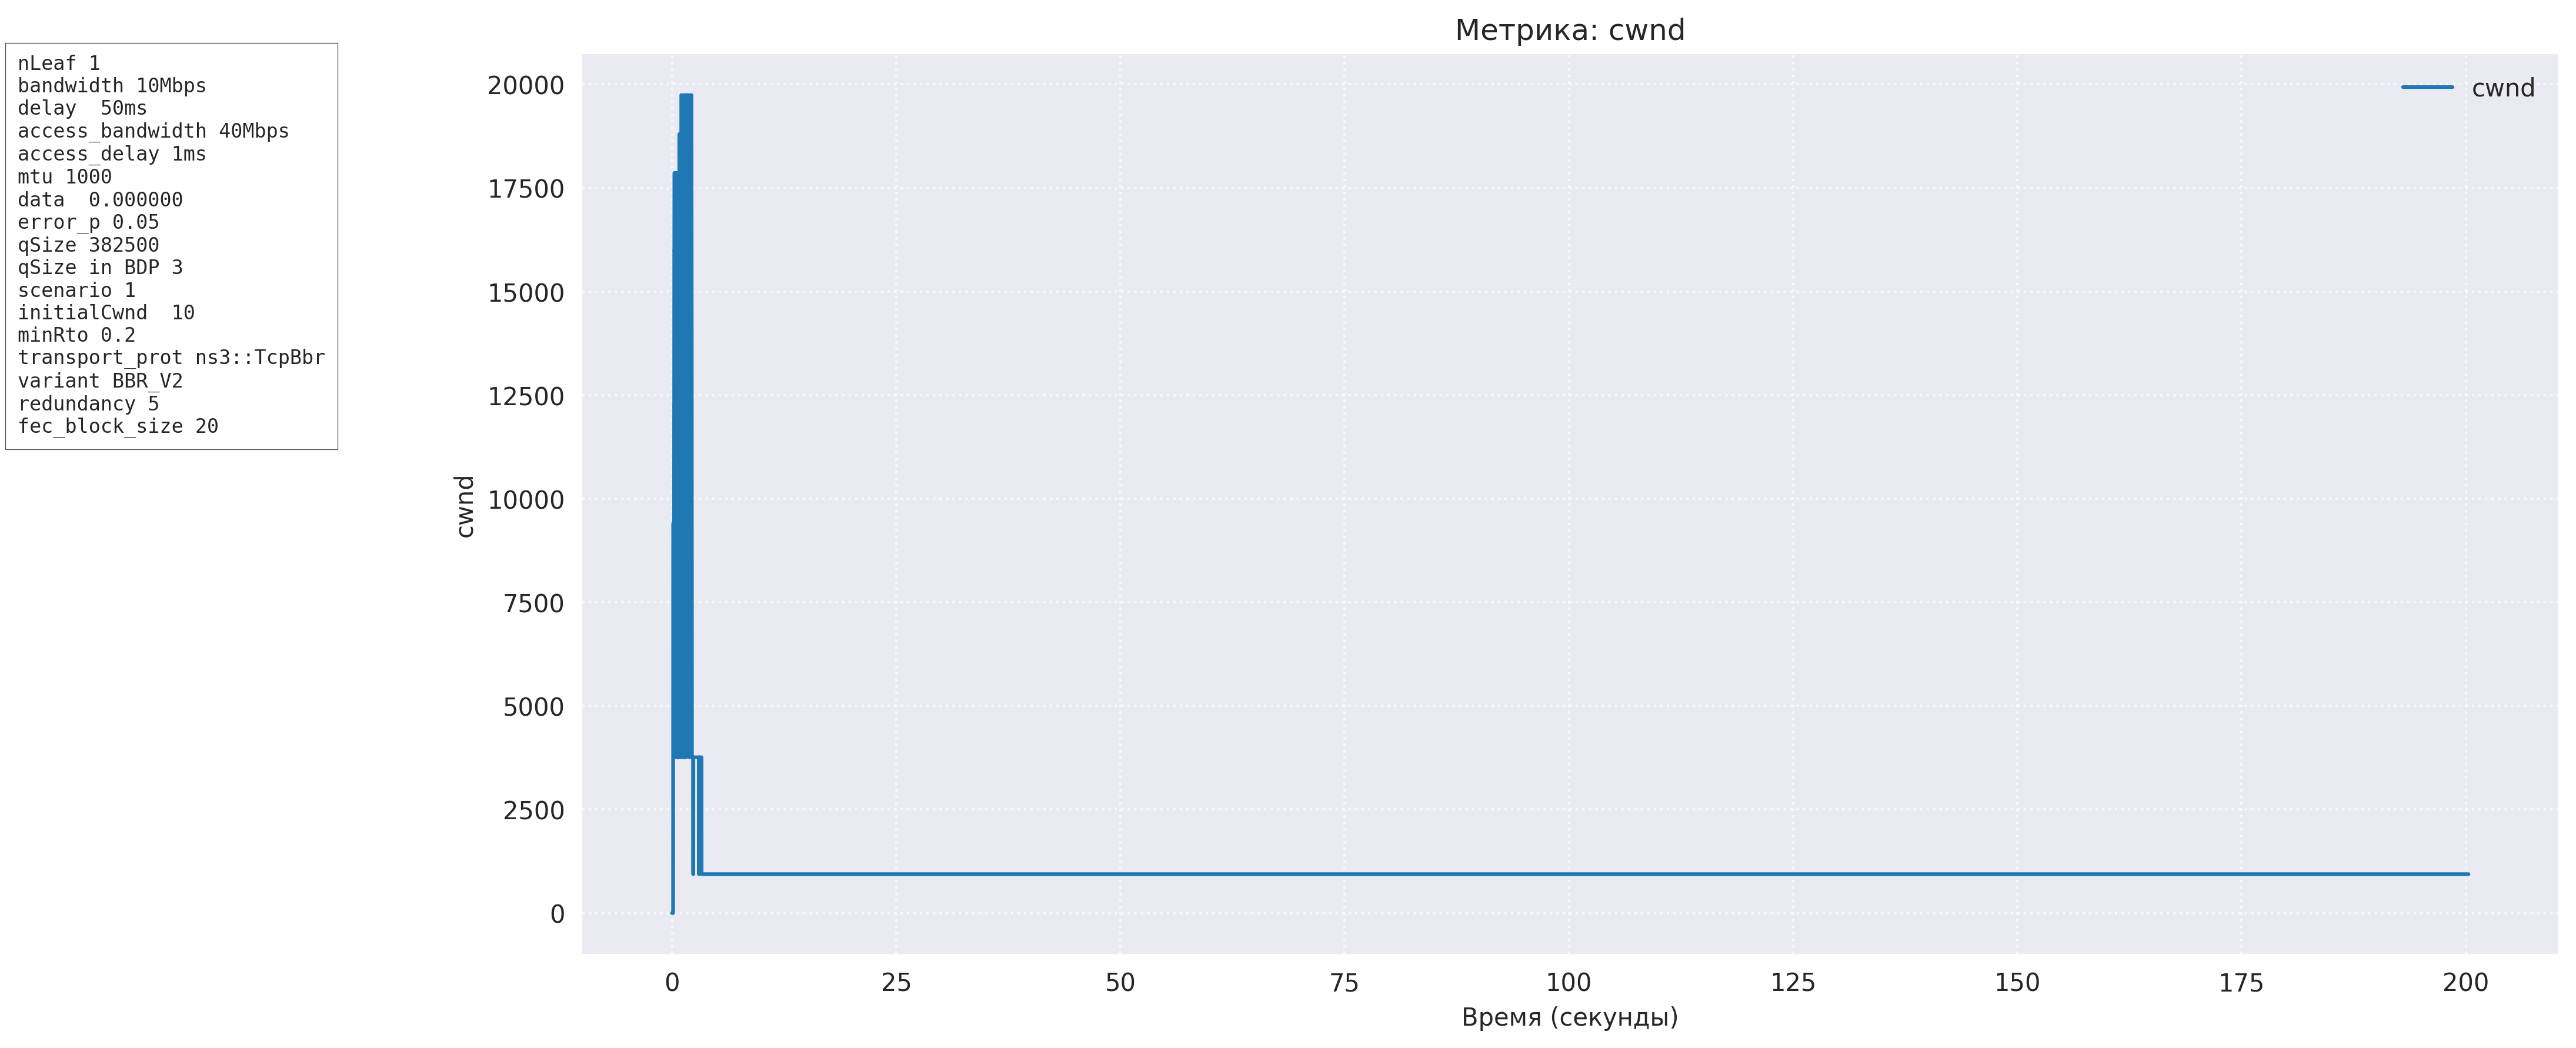 Метрика: cwnd
nLeaf 1
bandwidth 10Mbps
delay  50ms
access_bandwidth 40Mbps
access_delay 1ms
mtu 1000
data  0.000000
error_p 0.05
qSize 382500
qSize in BDP 3
scenario 1
initialCwnd  10
minRto 0.2
transport_prot ns3::TcpBbr
variant BBR_V2
redundancy 5
fec_block_size 20
cwnd
20000
17500
15000
12500
10000
7500
5000
2500
0
cwnd
0 25 50 75 100 125 150 175 200
Время (секунды)